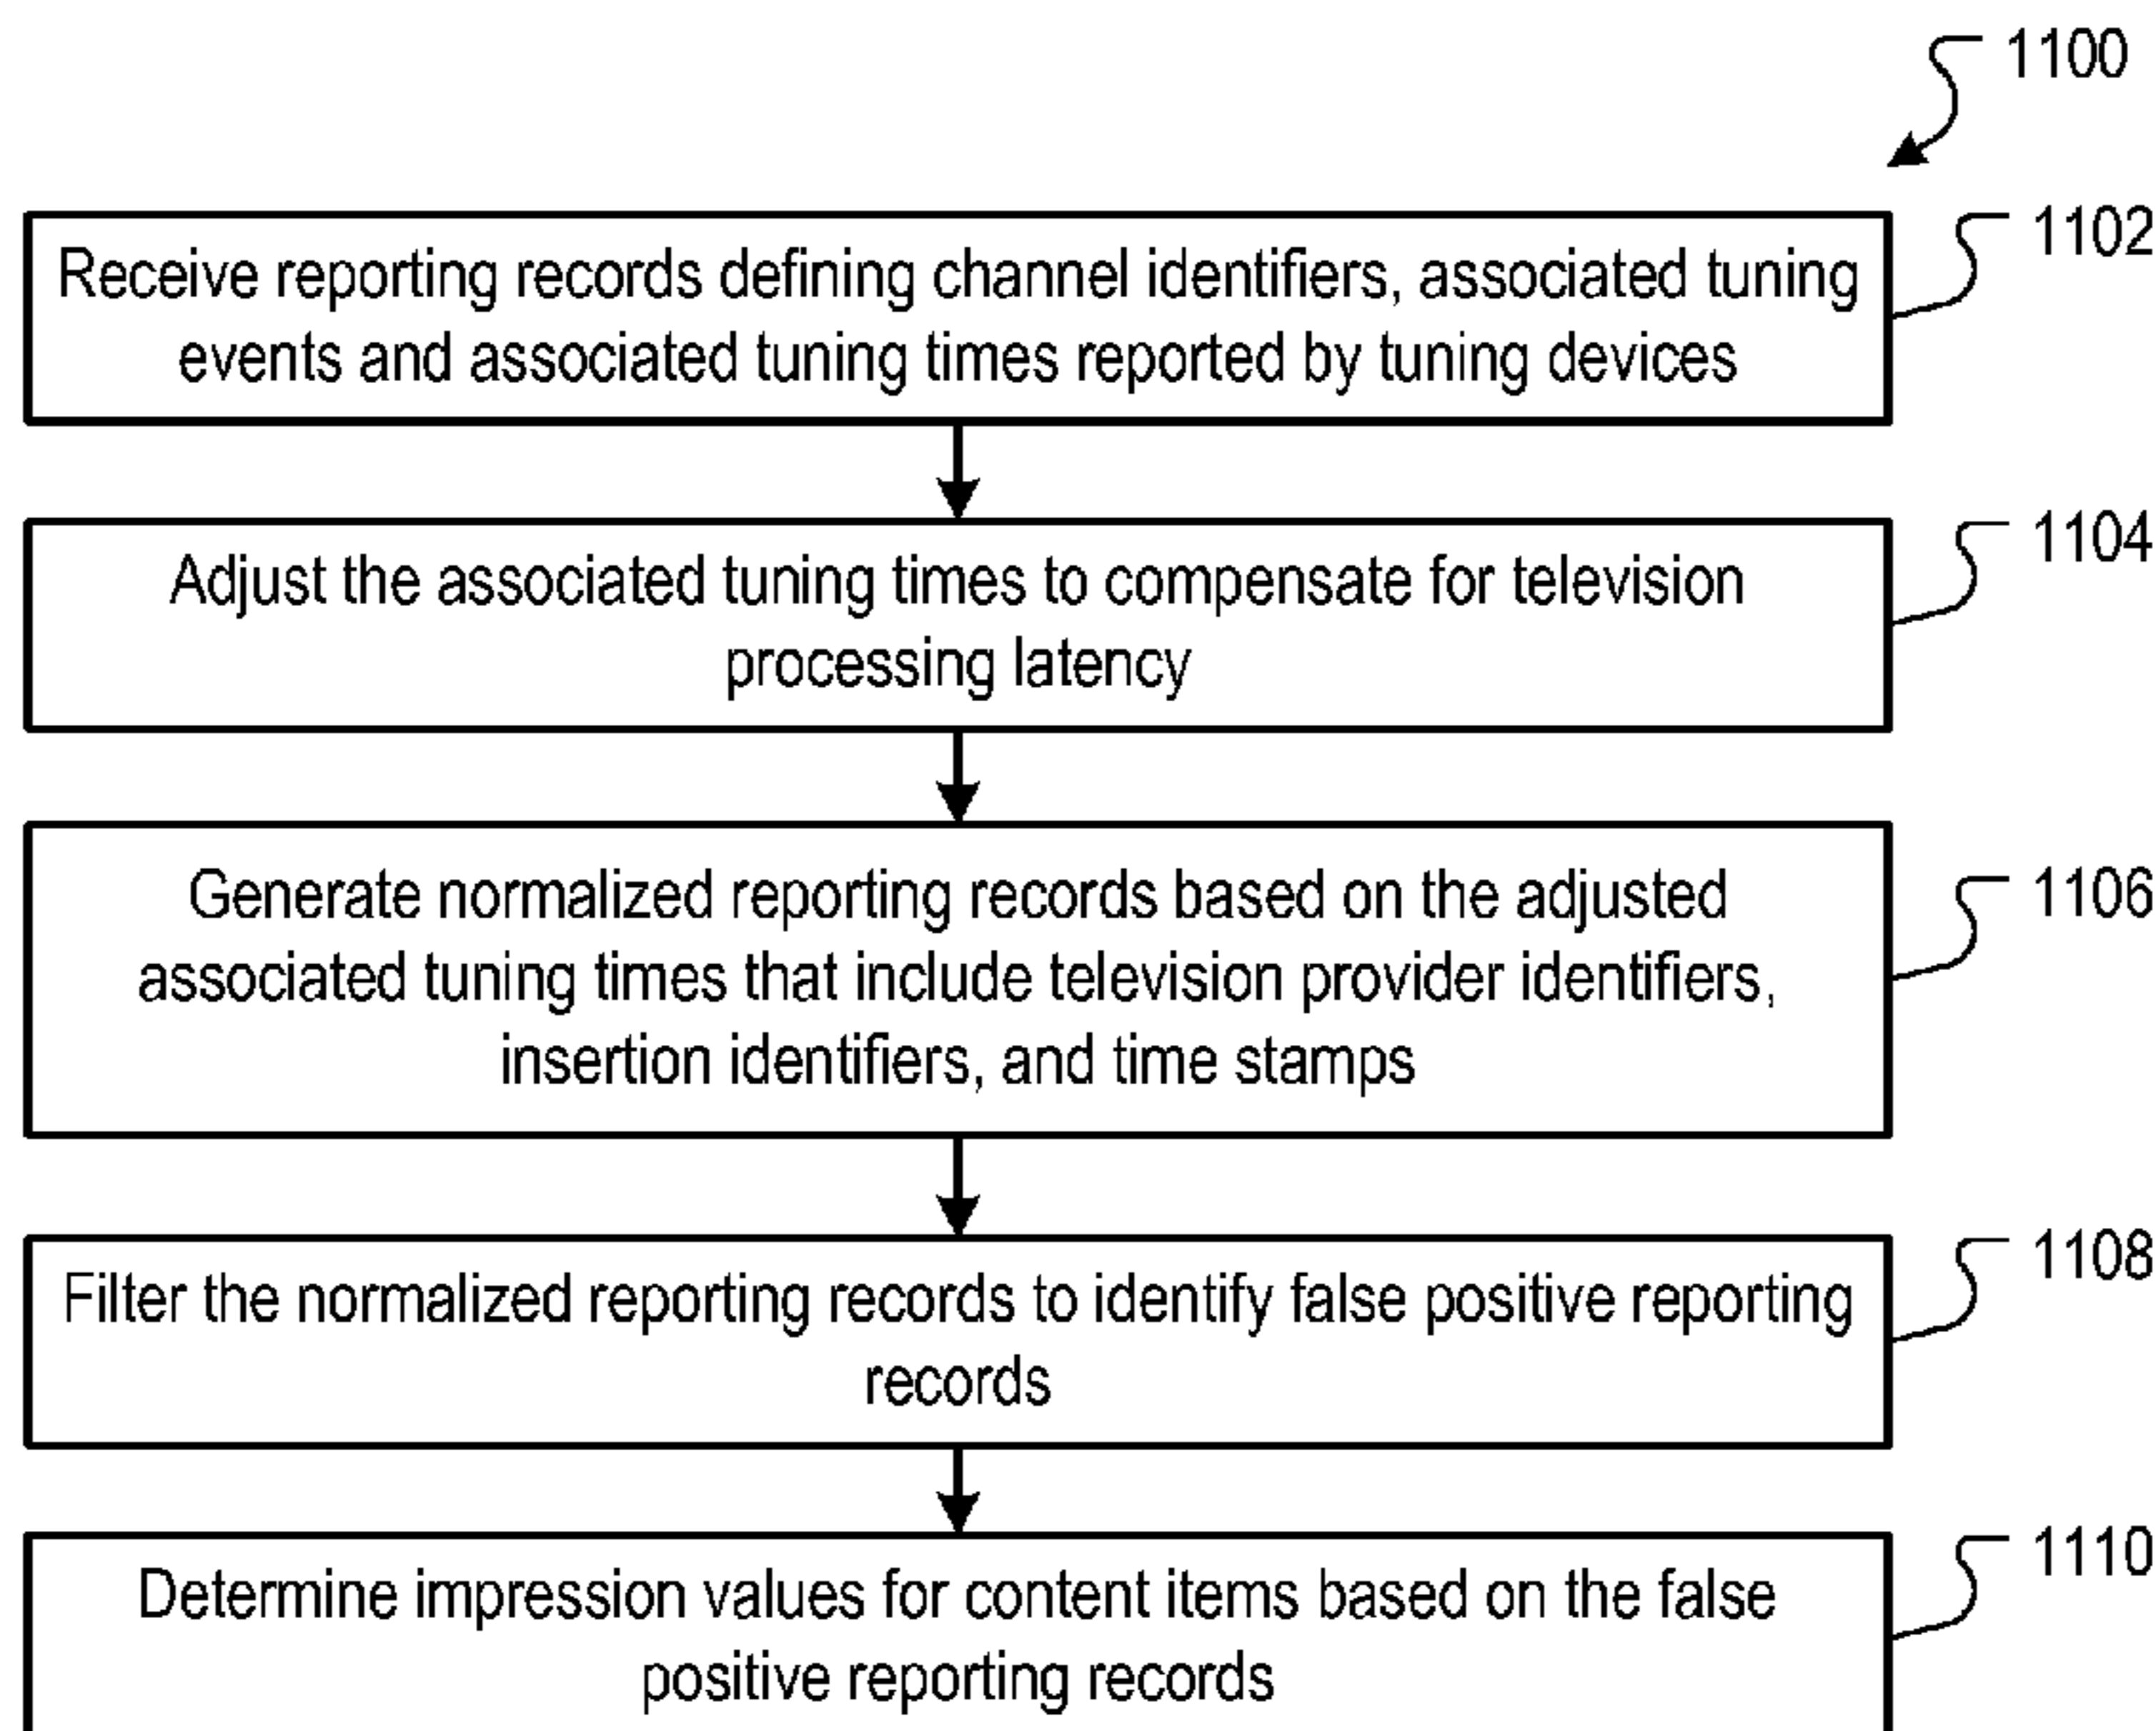 1100
1102
Receive reporting records defining channel identifiers, associated tuning
events and associated tuning times reported by tuning devices
1104
Adjust the associated tuning times to compensate for television
processing latency
1106
Generate normalized reporting records based on the adjusted
associated tuning times that include television provider identifiers,
insertion identifiers, and time stamps
1108
Filter the normalized reporting records to identify false positive reporting
records
1110
Determine impression values for content items based on the false
positive reporting records